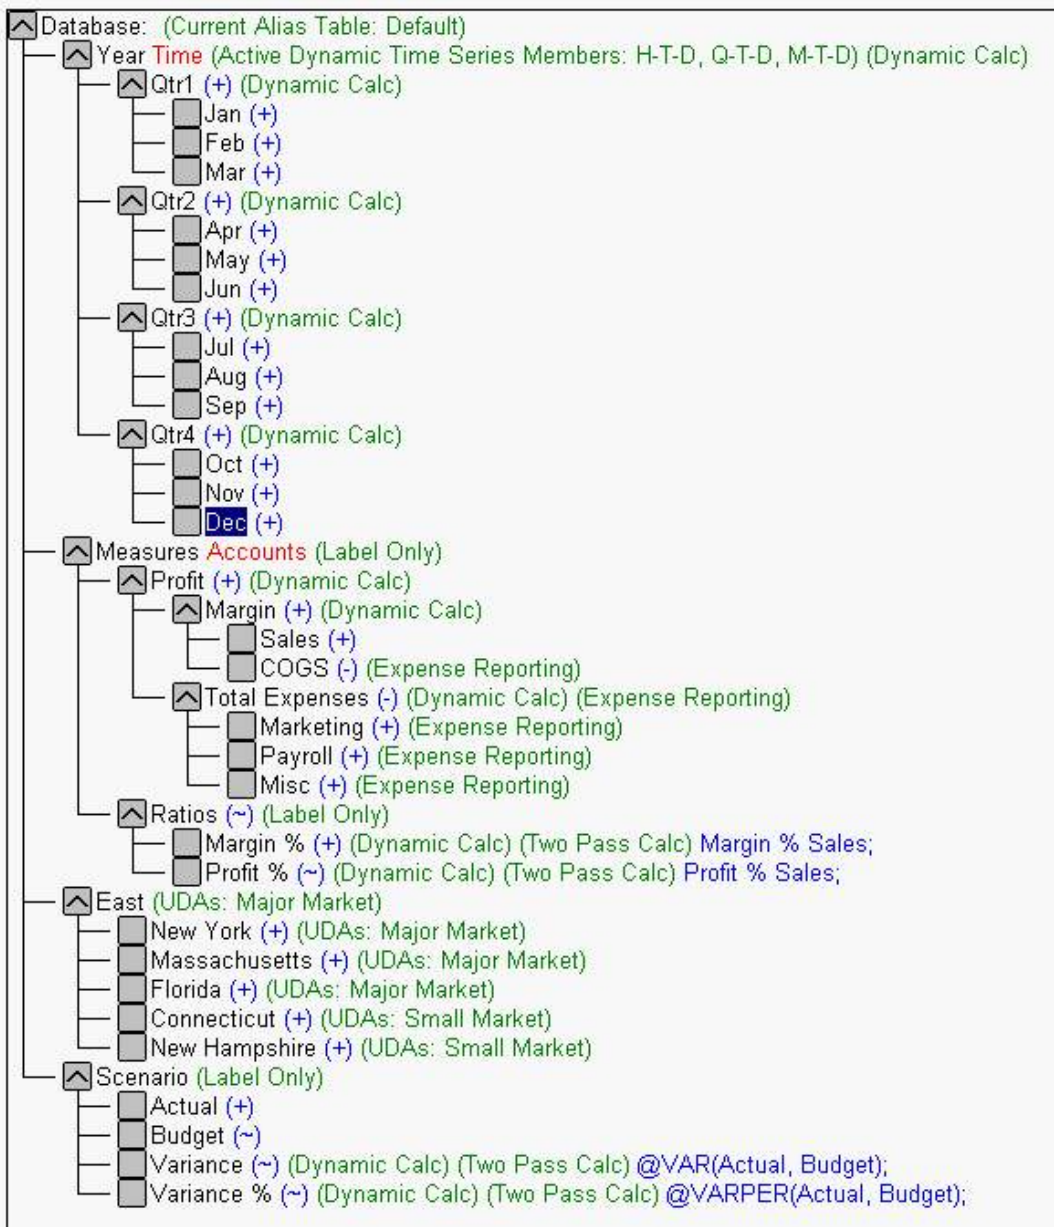 Database: (Current Alias Table: Default)
Year Time (Active Dynamic Time Series Members: H-T-D, Q-T-D, M-T-D) (Dynamic Calc)
Qtr1 (+) (Dynamic Calc)
Jan (+)
Feb (+)
Mar (+)
Qtr2 (+) (Dynamic Calc)
Apr (+)
May (+)
Jun (+)
Qtr3 (+) (Dynamic Calc)
Jul (+)
Aug (+)
Sep (+)
Qtr4 (+) (Dynamic Calc)
Oct (+)
Nov (+)
Dec (+)
Measures Accounts (Label Only)
Profit (+) (Dynamic Calc)
Margin (+) (Dynamic Calc)
Sales (+)
COGS (-) (Expense Reporting)
Total Expenses (-) (Dynamic Calc) (Expense Reporting)
Marketing (+) (Expense Reporting)
Payroll (+) (Expense Reporting)
Misc (+) (Expense Reporting)
Ratios (~) (Label Only)
Margin % (+) (Dynamic Calc) (Two Pass Calc) Margin % Sales;
Profit % (~) (Dynamic Calc) (Two Pass Calc) Profit % Sales;
East (UDAs: Major Market)
New York (+) (UDAs: Major Market)
Massachusetts (+) (UDAs: Major Market)
Florida (+) (UDAs: Major Market)
Connecticut (+) (UDAs: Small Market)
New Hampshire (+) (UDAs: Small Market)
Scenario (Label Only)
Actual (+)
Budget (~)
Variance (~) (Dynamic Calc) (Two Pass Calc) @VAR(Actual, Budget);
Variance % (~) (Dynamic Calc) (Two Pass Calc) @VARPER(Actual, Budget);